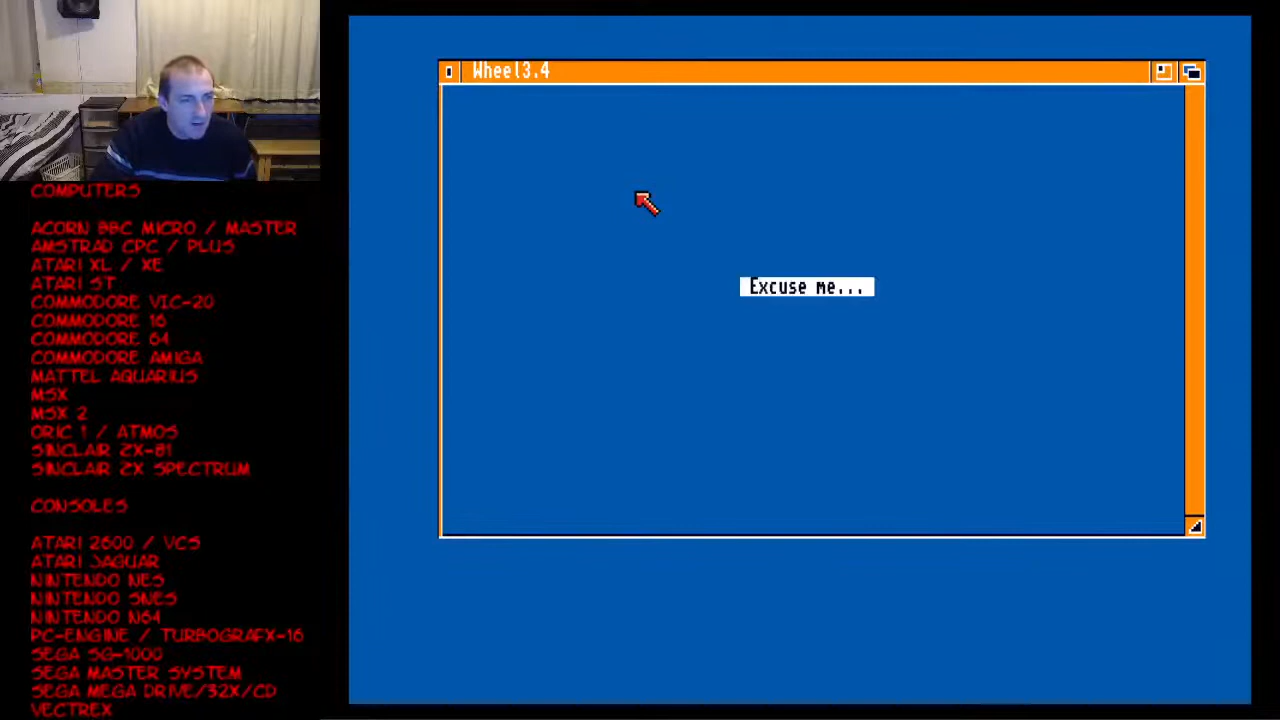 COMPUTERS
ACORN BBC MICRO / MASTER
AMSTRAD CPC / PLUS
ATARI XL / XE
ATARI ST
COMMODORE VIC-20
COMMODORE 16
COMMODORE 64
COMMODORE AMIGA
MATTEL AQUARIUS
MSX
MSX 2
ORIC 1 / ATMOS
SINCLAIR ZX-81
SINCLAIR ZX SPECTRUM
CONSOLES
ATARI 2600 / VCS
ATARI JAGUAR
NINTENDO NES
NINTENDO SNES
NINTENDO N64
PC-ENGINE / TURBOGRAFX-16
SEGA SG-1000
SEGA MASTER SYSTEM
SEGA MEGA DRIVE/32X/CD
VECTREX
Wheel3.4
Excuse me...